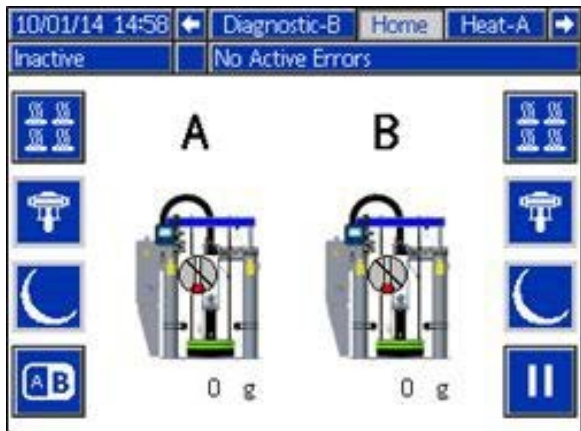 10/01/14 14:58 Diagnostic-B Home Heat-A
Inactive No Active Errors
A B
A B
0 g 0 g